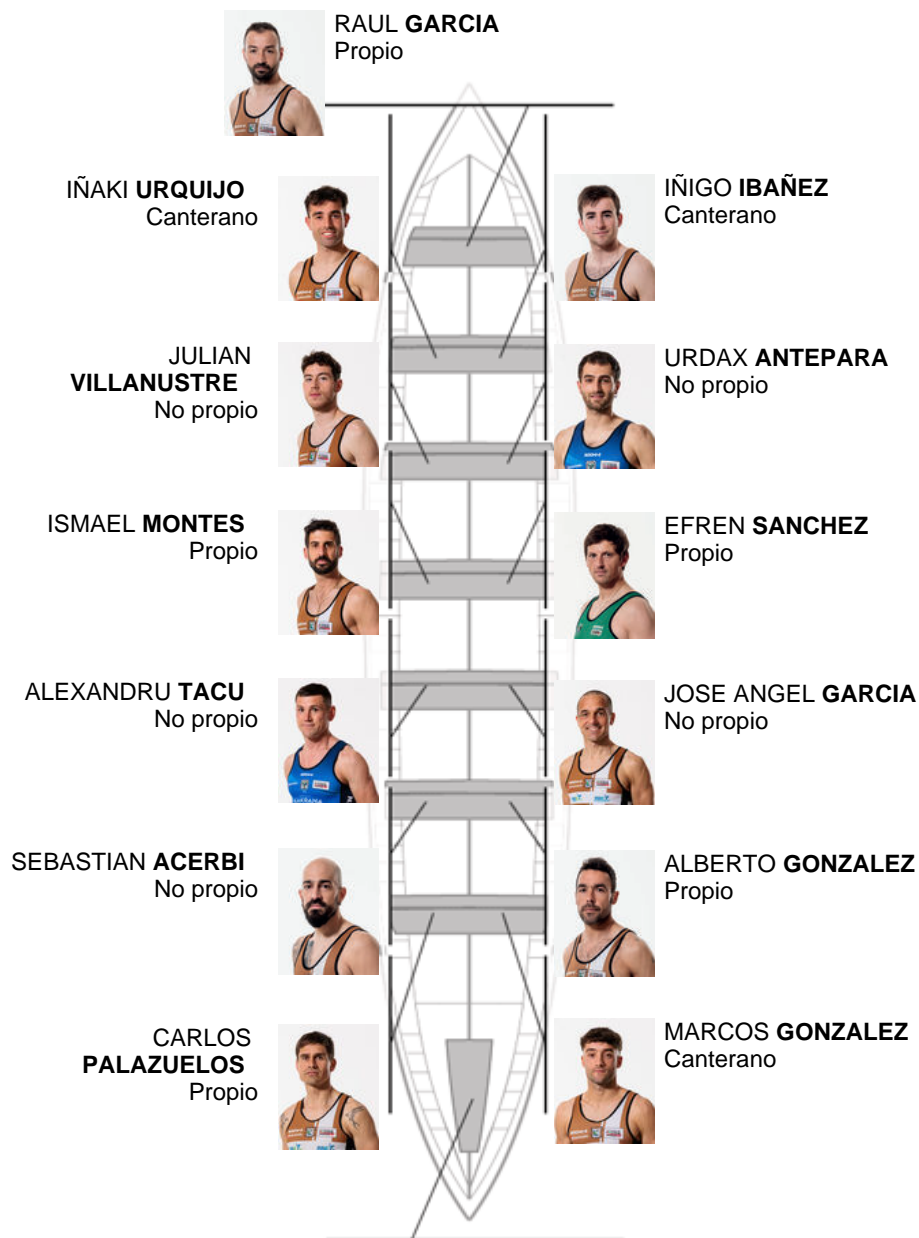 RAUL GARCIA
Propio
IÑAKI URQUIJO
Canterano
IÑIGO IBAÑEZ
Canterano
JULIAN
VILLANUSTRE
No propio
URDAX ANTEPARA
No propio
ISMAEL MONTES
Propio
EFREN SANCHEZ
Propio
ALEXANDRU TACU
No propio
JOSE ANGEL GARCIA
No propio
SEBASTIAN ACERBI
No propio
ALBERTO GONZALEZ
Propio
CARLOS
PALAZUELOS
Propio
MARCOS GONZALEZ
Canterano